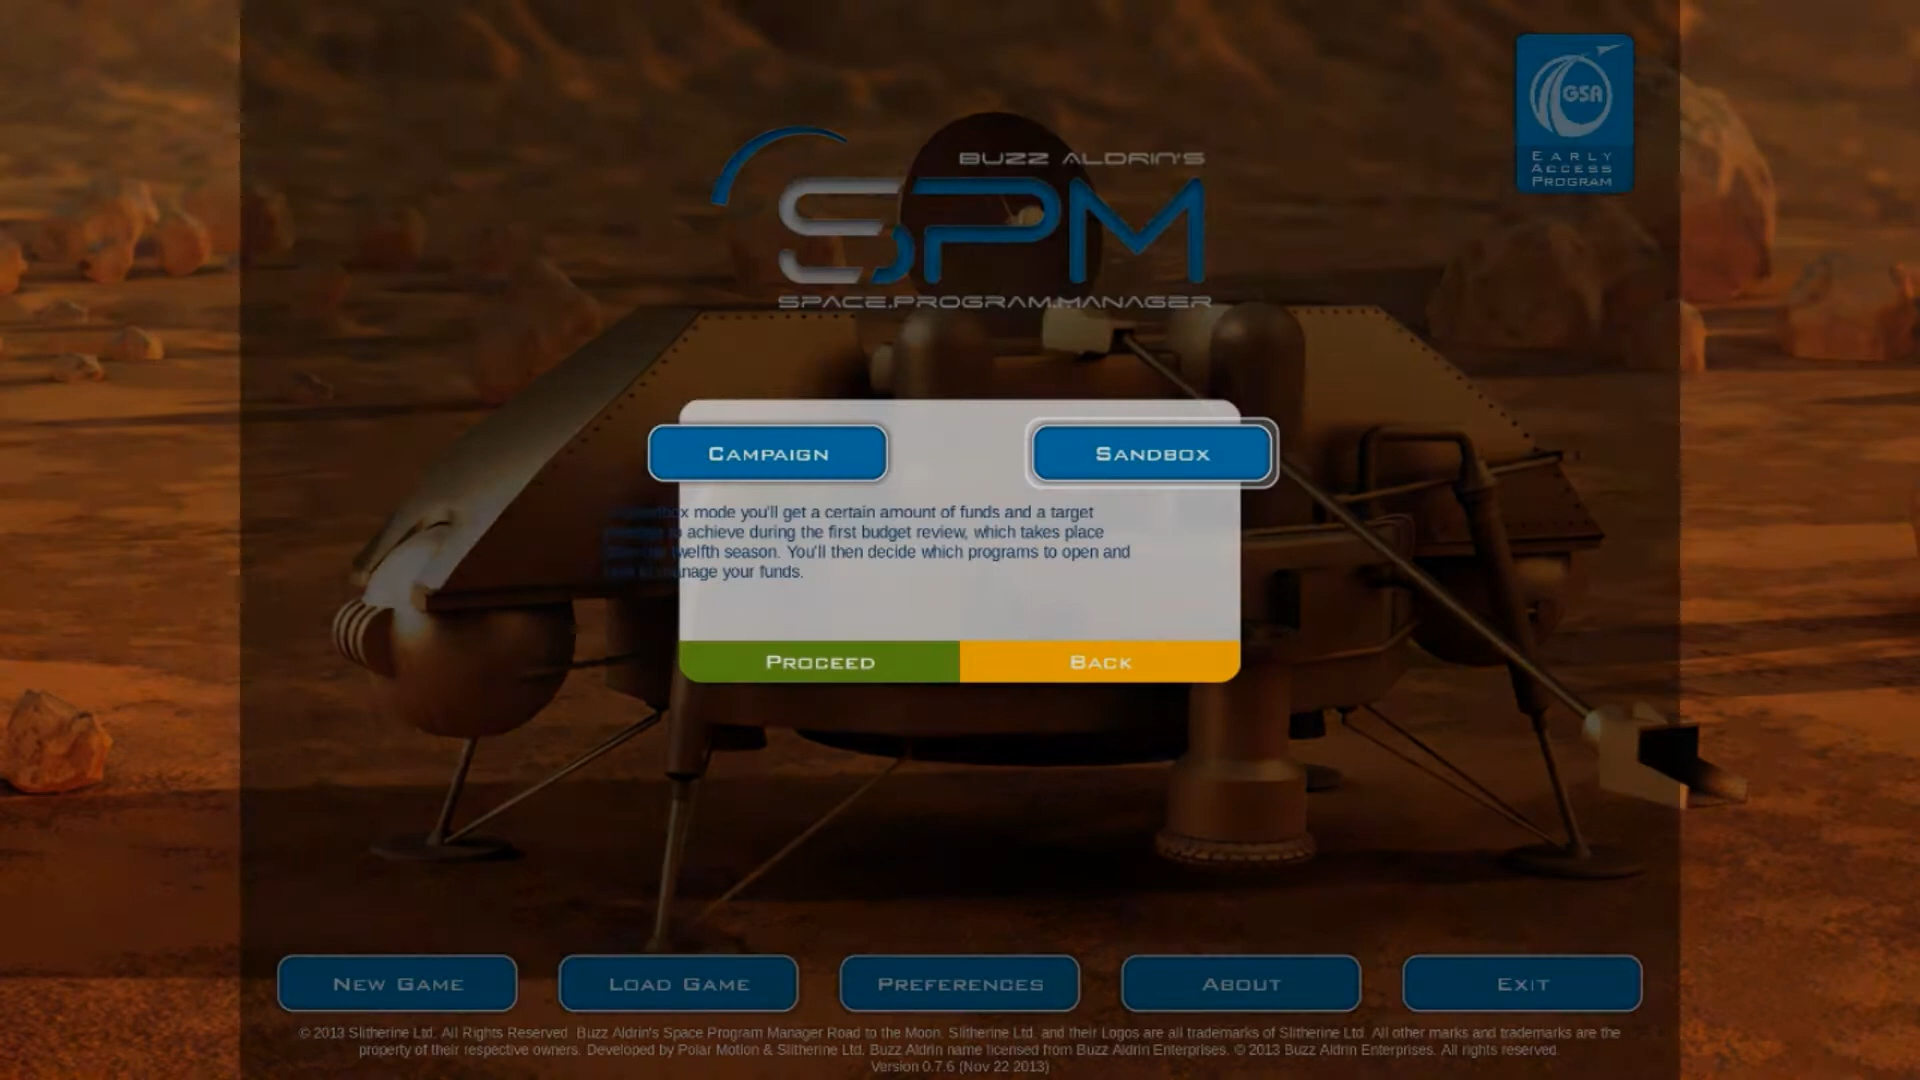 GSA
EARLY
ACCESS
PROGRAM
BUZZ ALDRIN'S
SPM
SPACE.PROGRAM.MANAGER
CAMPAIGN
SANDBOX
mode you'll get a certain amount of funds and a target
achieve during the first budget review, which takes place
twelfth season. You'll then decide which programs to open and
manage your funds.
PROCEED
BACK
NEW GAME
LOAD GAME
PREFERENCES
ABOUT
EXIT
© 2013 Slitherine Ltd. All Rights Reserved. Buzz Aldrin's Space Program Manager Road to the Moon, Slitherine Ltd. and their Logos are all trademarks of Slitherine Ltd. All other marks and trademarks are the
property of their respective owners. Developed by Polar Motion & Slitherine Ltd. Buzz Aldrin name licensed from Buzz Aldrin Enterprises. © 2013 Buzz Aldrin Enterprises. All rights reserved.
Version 0.7.6 (Nov 22 2013)